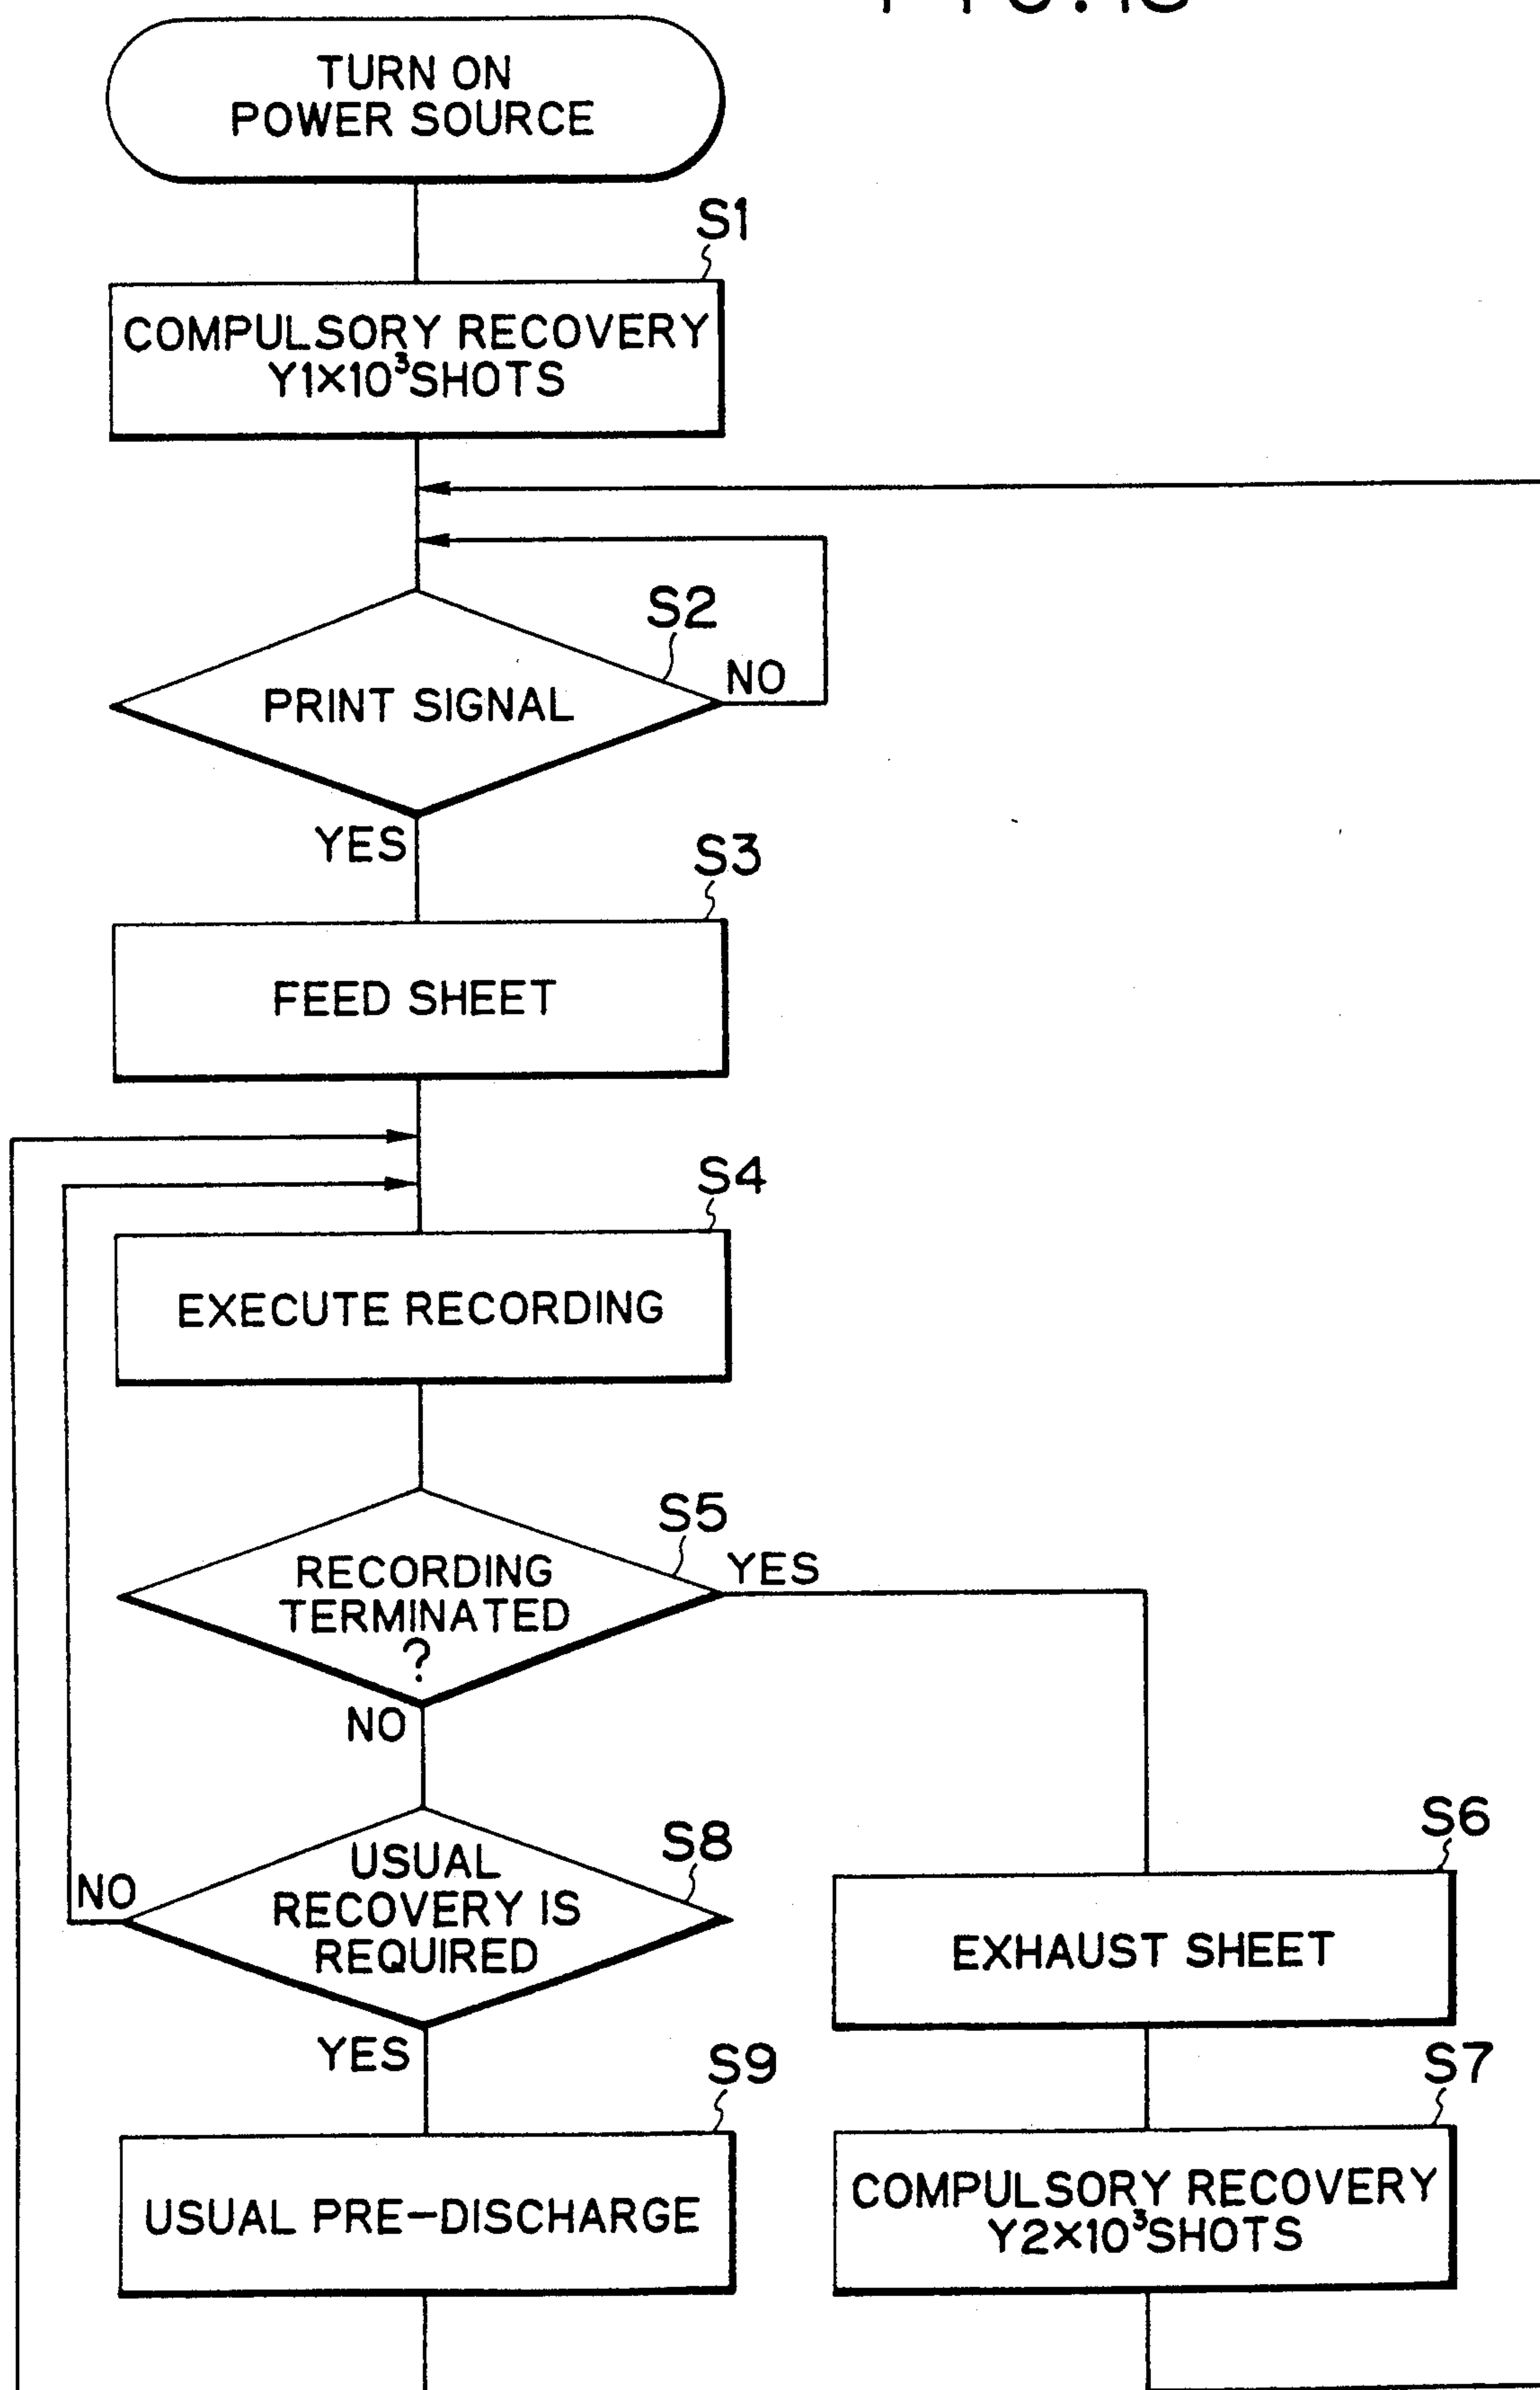 TURN ON
POWER SOURCE
S1
COMPULSORY RECOVERY
Y1×10³SHOTS
S2
PRINT SIGNAL
NO
YES
S3
FEED SHEET
S4
EXECUTE RECORDING
S5
RECORDING
TERMINATED
?
YES
NO
S8
USUAL
RECOVERY IS
REQUIRED
NO
YES
S6
EXHAUST SHEET
S9
USUAL PRE-DISCHARGE
S7
COMPULSORY RECOVERY
Y2×10³SHOTS